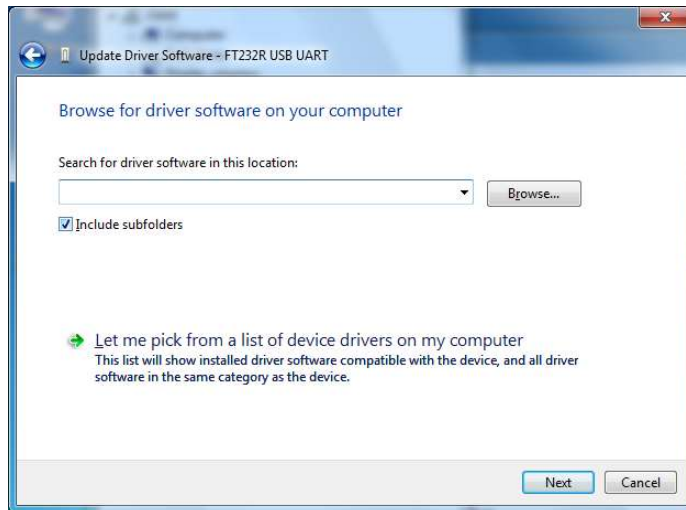 Update Driver Software - FT232R USB UART
Browse for driver software on your computer
Search for driver software in this location:
Browse...
Include subfolders
Let me pick from a list of device drivers on my computer
This list will show installed driver software compatible with the device, and all driver
software in the same category as the device.
Next
Cancel